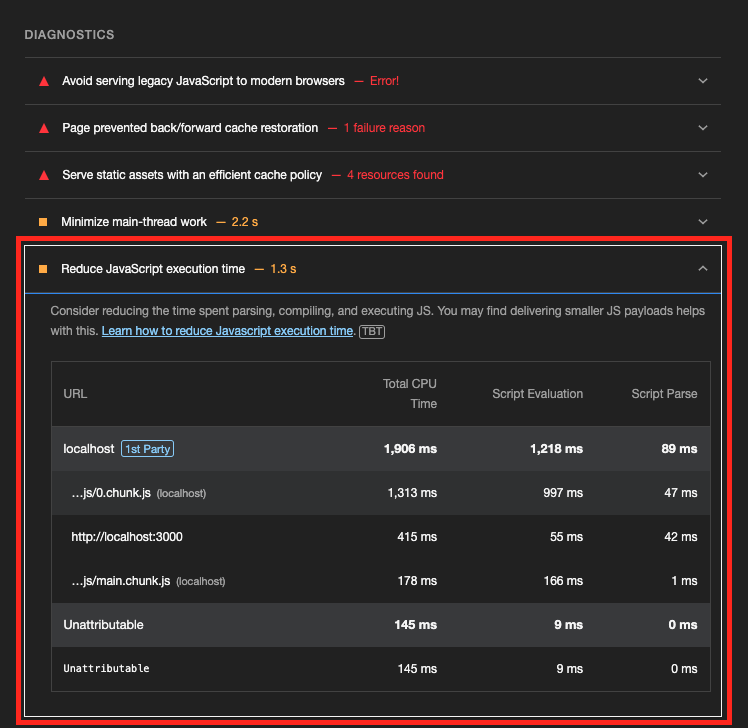 DIAGNOSTICS
Avoid serving legacy JavaScript to modern browsers — Error!
Page prevented back/forward cache restoration — 1 failure reason
Serve static assets with an efficient cache policy — 4 resources found
Minimize main-thread work — 2.2 s
Reduce JavaScript execution time — 1.3 s
Consider reducing the time spent parsing, compiling, and executing JS. You may find delivering smaller JS payloads helps
with this. Learn how to reduce Javascript execution time. TBT
URL Total CPU Time Script Evaluation Script Parse
localhost 1st Party 1,906 ms 1,218 ms 89 ms
…js/0.chunk.js (localhost) 1,313 ms 997 ms 47 ms
http://localhost:3000 415 ms 55 ms 42 ms
…js/main.chunk.js (localhost) 178 ms 166 ms 1 ms
Unattributable 145 ms 9 ms 0 ms
Unattributable 145 ms 9 ms 0 ms